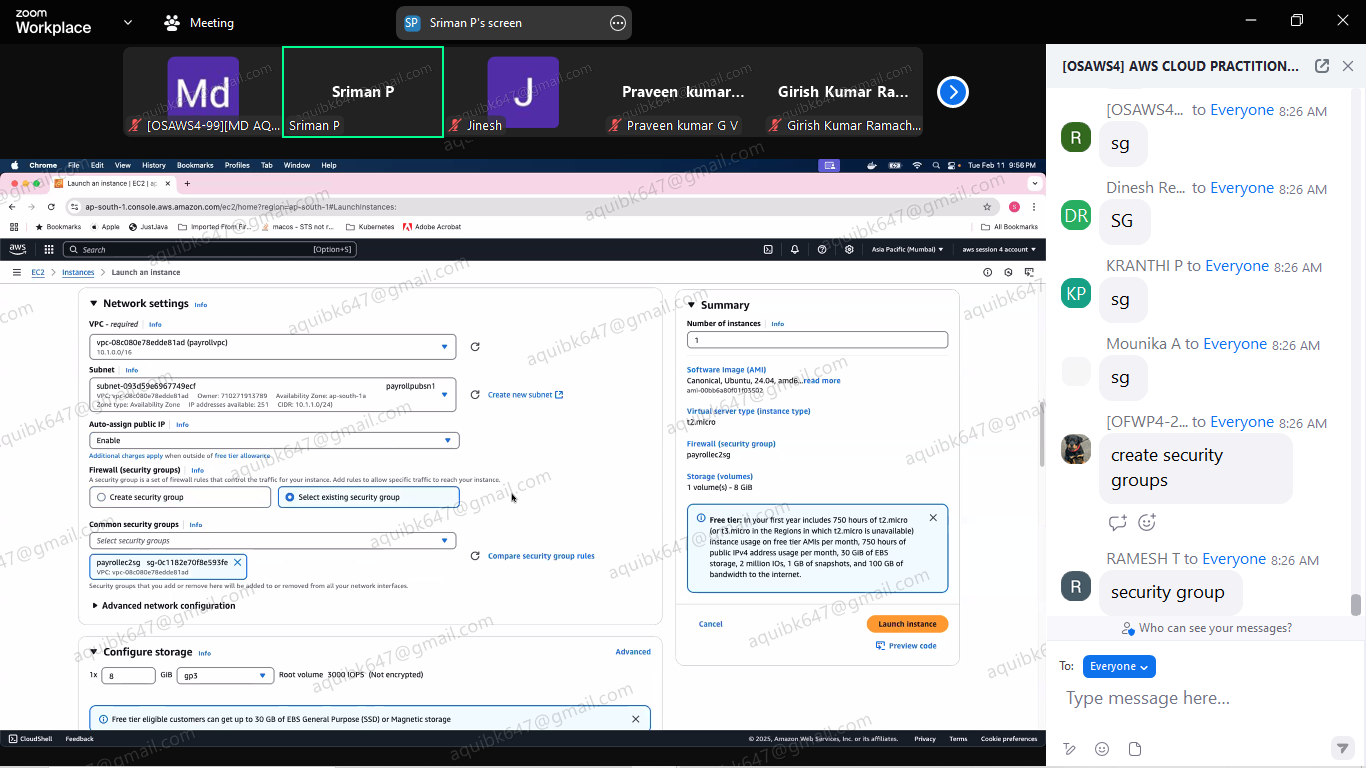 zoom
Workplace
Meeting
SP Sriman P's screen
Md
Sriman P
J
Praveen kumar...
Girish Kumar Ra...
[OSAWS4-99][MD AQ...
Sriman P
Jinesh
Praveen kumar G V
Girish Kumar Ramach...
Chrome File Edit View History Bookmarks Profiles Tab Window Help
Tue Feb 11 9:56 PM
Launch an instance | EC2 | ap
ap-south-1.console.aws.amazon.com/ec2/home?region=ap-south-1#LaunchInstances:
S
Bookmarks Apple JustJava Imported From Fir... macos - STS not r... Kubernetes Adobe Acrobat
All Bookmarks
aws Search [Option+S]
Asia Pacific (Mumbai) aws session 4 account
EC2 Instances Launch an instance
Network settings Info
VPC - required Info
vpc-08c080e78edde81ad (payrollvpc)
10.1.0.0/16
Subnet Info
subnet-093d59e6967749ecf payrollpubsn1
VPC: vpc-08c080e78edde81ad Owner: 710271913789 Availability Zone: ap-south-1a
Zone type: Availability Zone IP addresses available: 251 CIDR: 10.1.1.0/24)
Create new subnet
Auto-assign public IP Info
Enable
Additional charges apply when outside of free tier allowance
Firewall (security groups) Info
A security group is a set of firewall rules that control the traffic for your instance. Add rules to allow specific traffic to reach your instance.
Create security group
Select existing security group
Common security groups Info
Select security groups
payrollec2sg sg-0c1182e70f8e593fe
VPC: vpc-08c080e78edde81ad
Compare security group rules
Security groups that you add or remove here will be added to or removed from all your network interfaces.
Advanced network configuration
Configure storage Info
Advanced
1x 8 GiB gp3 Root volume 3000 IOPS (Not encrypted)
Free tier eligible customers can get up to 30 GB of EBS General Purpose (SSD) or Magnetic storage
Summary
Number of instances Info
1
Software image (AMI)
Canonical, Ubuntu, 24.04, amd6...read more
ami-00bb6a80f01f03502
Virtual server type (instance type)
t2.micro
Firewall (security group)
payrollec2sg
Storage (volumes)
1 volume(s) - 8 GiB
Free tier: In your first year includes 750 hours of t2.micro
(or t3.micro in the Regions in which t2.micro is unavailable)
instance usage on free tier AMIs per month, 750 hours of
public IPv4 address usage per month, 30 GiB of EBS
storage, 2 million IOs, 1 GB of snapshots, and 100 GB of
bandwidth to the internet.
Cancel
Launch instance
Preview code
CloudShell Feedback
© 2025, Amazon Web Services, Inc. or its affiliates. Privacy Terms Cookie preferences
aquibk647@gmail.com
[OSAWS4] AWS CLOUD PRACTITION...
[OSAWS4... to Everyone 8:26 AM
R
sg
Dinesh Re... to Everyone 8:26 AM
DR
SG
KRANTHI P to Everyone 8:26 AM
KP
sg
Mounika A to Everyone 8:26 AM
sg
[OFWP4-2... to Everyone 8:26 AM
create security
groups
RAMESH T to Everyone 8:26 AM
R
security group
Who can see your messages?
To: Everyone
Type message here...